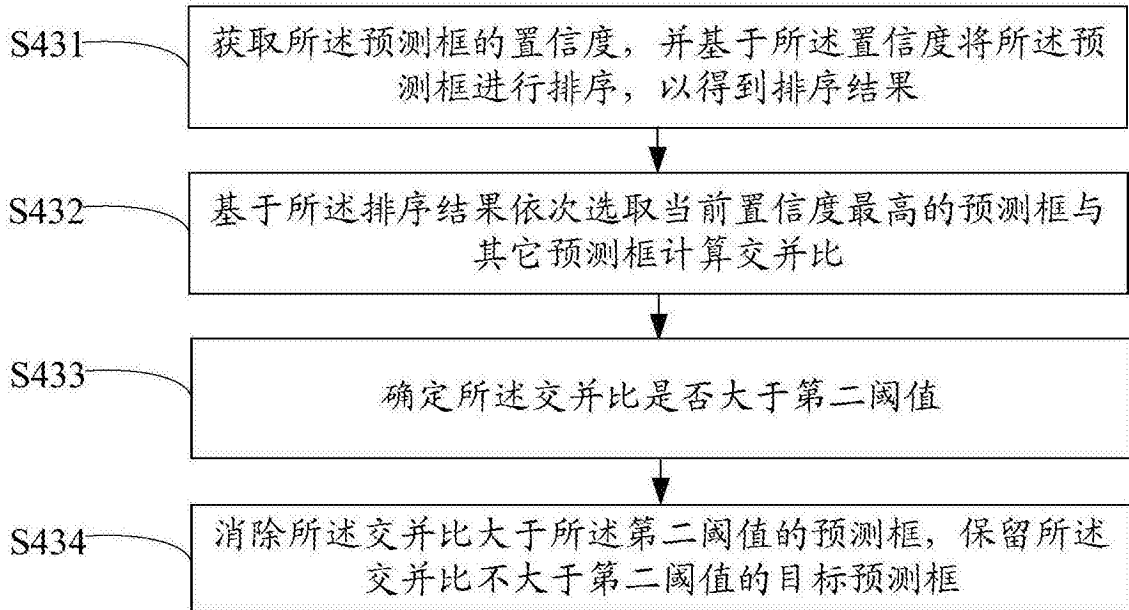 S431
获取所述预测框的置信度，并基于所述置信度将所述预
测框进行排序，以得到排序结果
S432
基于所述排序结果依次选取当前置信度最高的预测框与
其它预测框计算交并比
S433
确定所述交并比是否大于第二阈值
S434
消除所述交并比大于所述第二阈值的预测框，保留所述
交并比不大于第二阈值的目标预测框